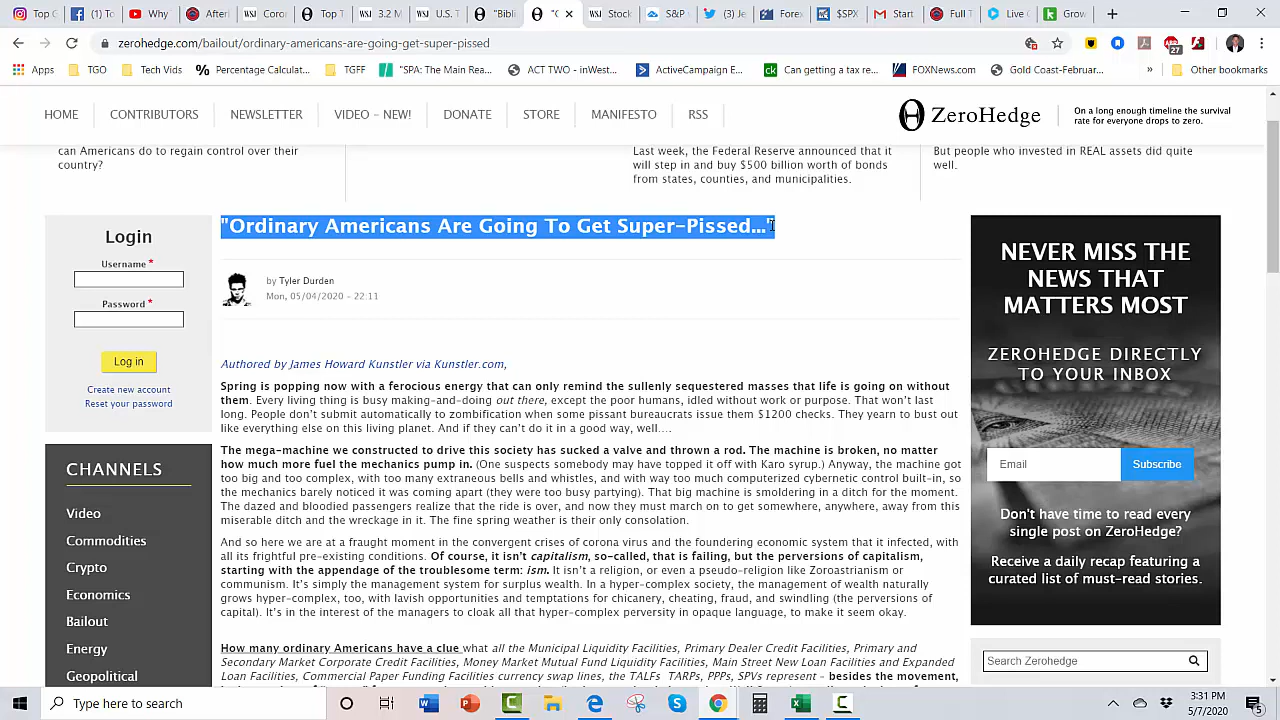 Top
Why
After
Coro
Top T
3.2 M
U.S.
"Bibl
"C
Stock
S&P
(3) Je
Forex
$SPX
Start
Full T
Live
Grow
zerohedge.com/bailout/ordinary-americans-are-going-get-super-pissed
27
Apps
TGO
Tech Vids
Percentage Calculat...
TGFF
"SPA: The Main Rea...
ACT TWO - inWest...
ActiveCampaign E...
Can getting a tax re...
FOXNews.com
Gold Coast-Februar...
»
Other bookmarks
HOME
CONTRIBUTORS
NEWSLETTER
VIDEO – NEW!
DONATE
STORE
MANIFESTO
RSS
ZeroHedge
On a long enough timeline the survival
rate for everyone drops to zero.
can Americans do to regain control over their
country?
Last week, the Federal Reserve announced that it
will step in and buy $500 billion worth of bonds
from states, counties, and municipalities.
But people who invested in REAL assets did quite
well.
Login
Username *
Password *
Log in
Create new account
Reset your password
CHANNELS
Video
Commodities
Crypto
Economics
Bailout
Energy
Geopolitical
"Ordinary Americans Are Going To Get Super-Pissed..."
by Tyler Durden
Mon, 05/04/2020 - 22:11
Authored by James Howard Kunstler via Kunstler.com,
Spring is popping now with a ferocious energy that can only remind the sullenly sequestered masses that life is going on without
them. Every living thing is busy making-and-doing out there, except the poor humans, idled without work or purpose. That won't last
long. People don't submit automatically to zombification when some pissant bureaucrats issue them $1200 checks. They yearn to bust out
like everything else on this living planet. And if they can't do it in a good way, well....
The mega-machine we constructed to drive this society has sucked a valve and thrown a rod. The machine is broken, no matter
how much more fuel the mechanics pump in. (One suspects somebody may have topped it off with Karo syrup.) Anyway, the machine got
too big and too complex, with too many extraneous bells and whistles, and with way too much computerized cybernetic control built-in, so
the mechanics barely noticed it was coming apart (they were too busy partying). That big machine is smoldering in a ditch for the moment.
The dazed and bloodied passengers realize that the ride is over, and now they must march on to get somewhere, anywhere, away from this
miserable ditch and the wreckage in it. The fine spring weather is their only consolation.
And so here we are at a fraught moment in the convergent crises of corona virus and the foundering economic system that it infected, with
all its frightful pre-existing conditions. Of course, it isn't capitalism, so-called, that is failing, but the perversions of capitalism,
starting with the appendage of the troublesome term: ism. It isn't a religion, or even a pseudo-religion like Zoroastrianism or
communism. It's simply the management system for surplus wealth. In a hyper-complex society, the management of wealth naturally
grows hyper-complex, too, with lavish opportunities and temptations for chicanery, cheating, fraud, and swindling (the perversions of
capital). It's in the interest of the managers to cloak all that hyper-complex perversity in opaque language, to make it seem okay.
How many ordinary Americans have a clue what all the Municipal Liquidity Facilities, Primary Dealer Credit Facilities, Primary and
Secondary Market Corporate Credit Facilities, Money Market Mutual Fund Liquidity Facilities, Main Street New Loan Facilities and Expanded
Loan Facilities, Commercial Paper Funding Facilities currency swap lines, the TALFs TARPs, PPPs, SPVs represent – besides the movement,
NEVER MISS THE
NEWS THAT
MATTERS MOST
ZEROHEDGE DIRECTLY
TO YOUR INBOX
Email
Subscribe
Don't have time to read every
single post on ZeroHedge?
Receive a daily recap featuring a
curated list of must-read stories.
Search Zerohedge
Type here to search
3:31 PM
5/7/2020
5